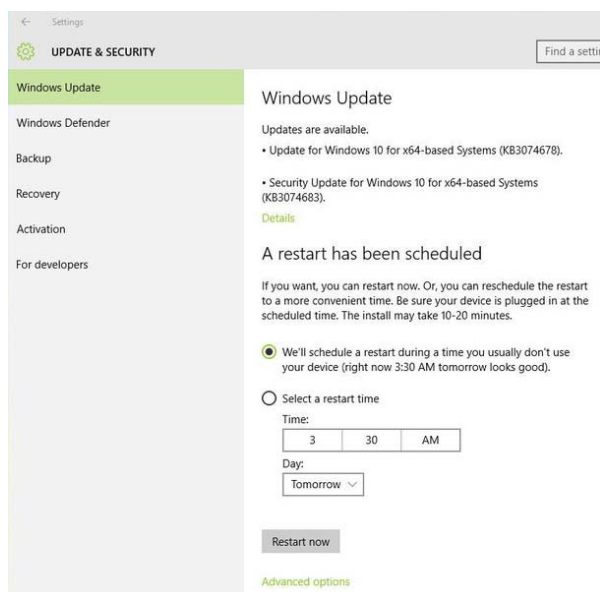 Settings
UPDATE & SECURITY
Find a setti
Windows Update
Windows Defender
Backup
Recovery
Activation
For developers
Windows Update
Updates are available.
• Update for Windows 10 for x64-based Systems (KB3074678).
• Security Update for Windows 10 for x64-based Systems
(KB3074683).
Details
A restart has been scheduled
If you want, you can restart now. Or, you can reschedule the restart
to a more convenient time. Be sure your device is plugged in at the
scheduled time. The install may take 10-20 minutes.
We'll schedule a restart during a time you usually don't use
your device (right now 3:30 AM tomorrow looks good).
Select a restart time
Time:
3 30 AM
Day:
Tomorrow
Restart now
Advanced options